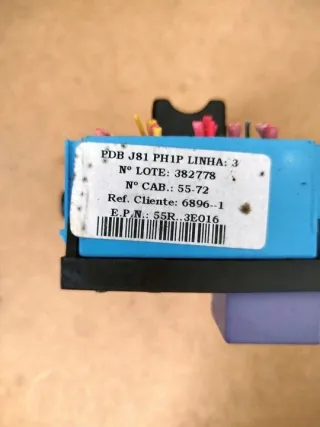 PDB J81 PH1P LINHA: 3
Nº LOTE: 382778
Nº CAB.: 55-72
Ref. Cliente: 6896--1
E.P.N.: 55R..3E016